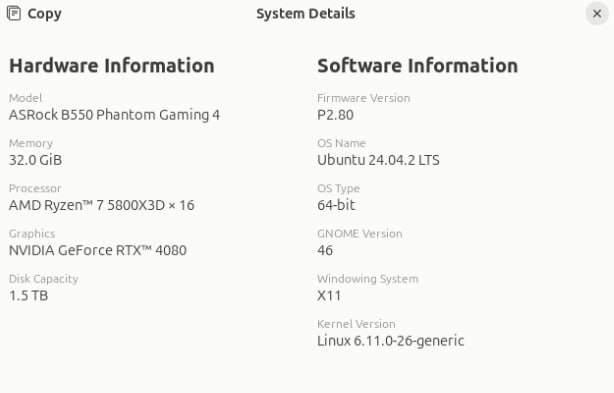 Copy
System Details
Hardware Information
Model
ASRock B550 Phantom Gaming 4
Memory
32.0 GiB
Processor
AMD Ryzen™ 7 5800X3D × 16
Graphics
NVIDIA GeForce RTX™ 4080
Disk Capacity
1.5 TB
Software Information
Firmware Version
P2.80
OS Name
Ubuntu 24.04.2 LTS
OS Type
64-bit
GNOME Version
46
Windowing System
X11
Kernel Version
Linux 6.11.0-26-generic